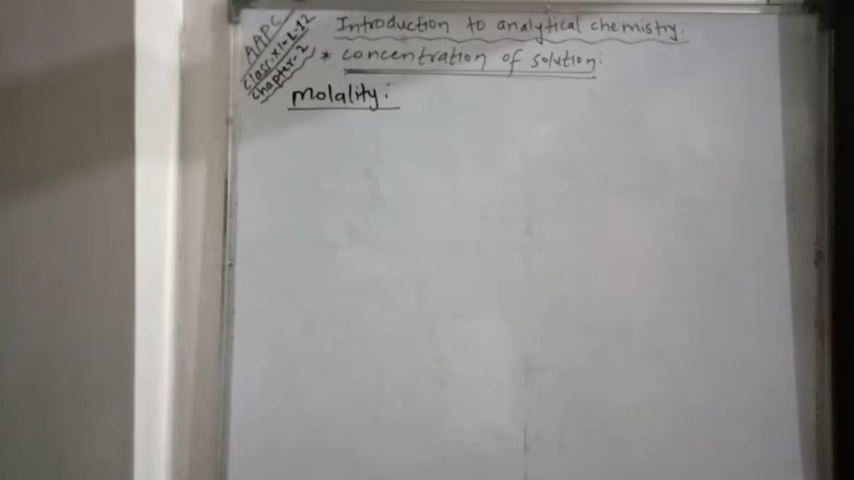 AAPC
Class:XI-L-12
Chapter-2
Introduction to analytical chemistry.
* concentration of solution:
Molality: